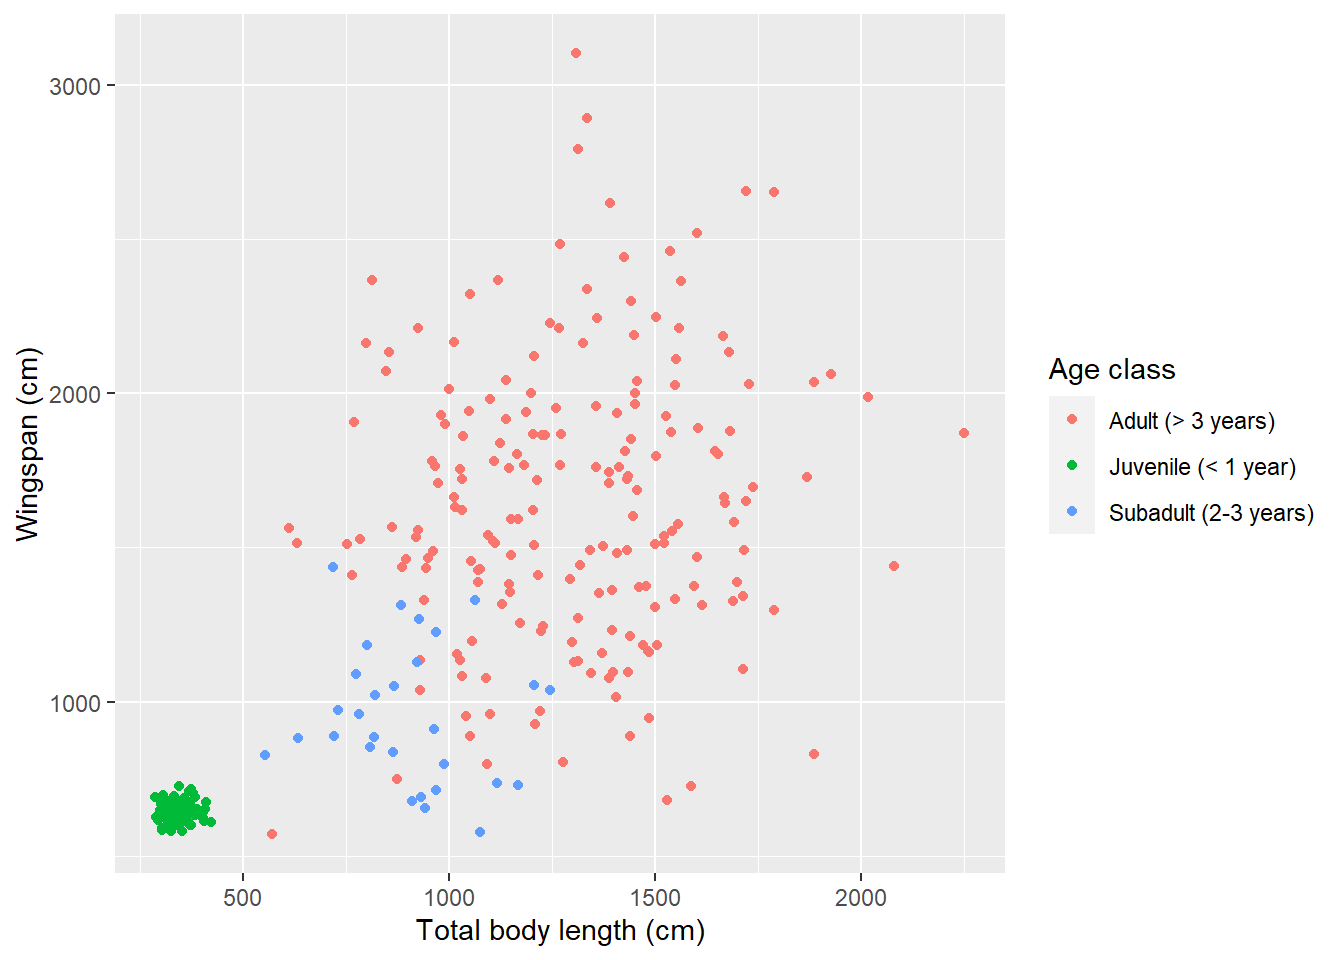 3000
2000
1000
Wingspan (cm)
500
1000
1500
2000
Total body length (cm)
Age class
Adult (> 3 years)
Juvenile (< 1 year)
Subadult (2-3 years)